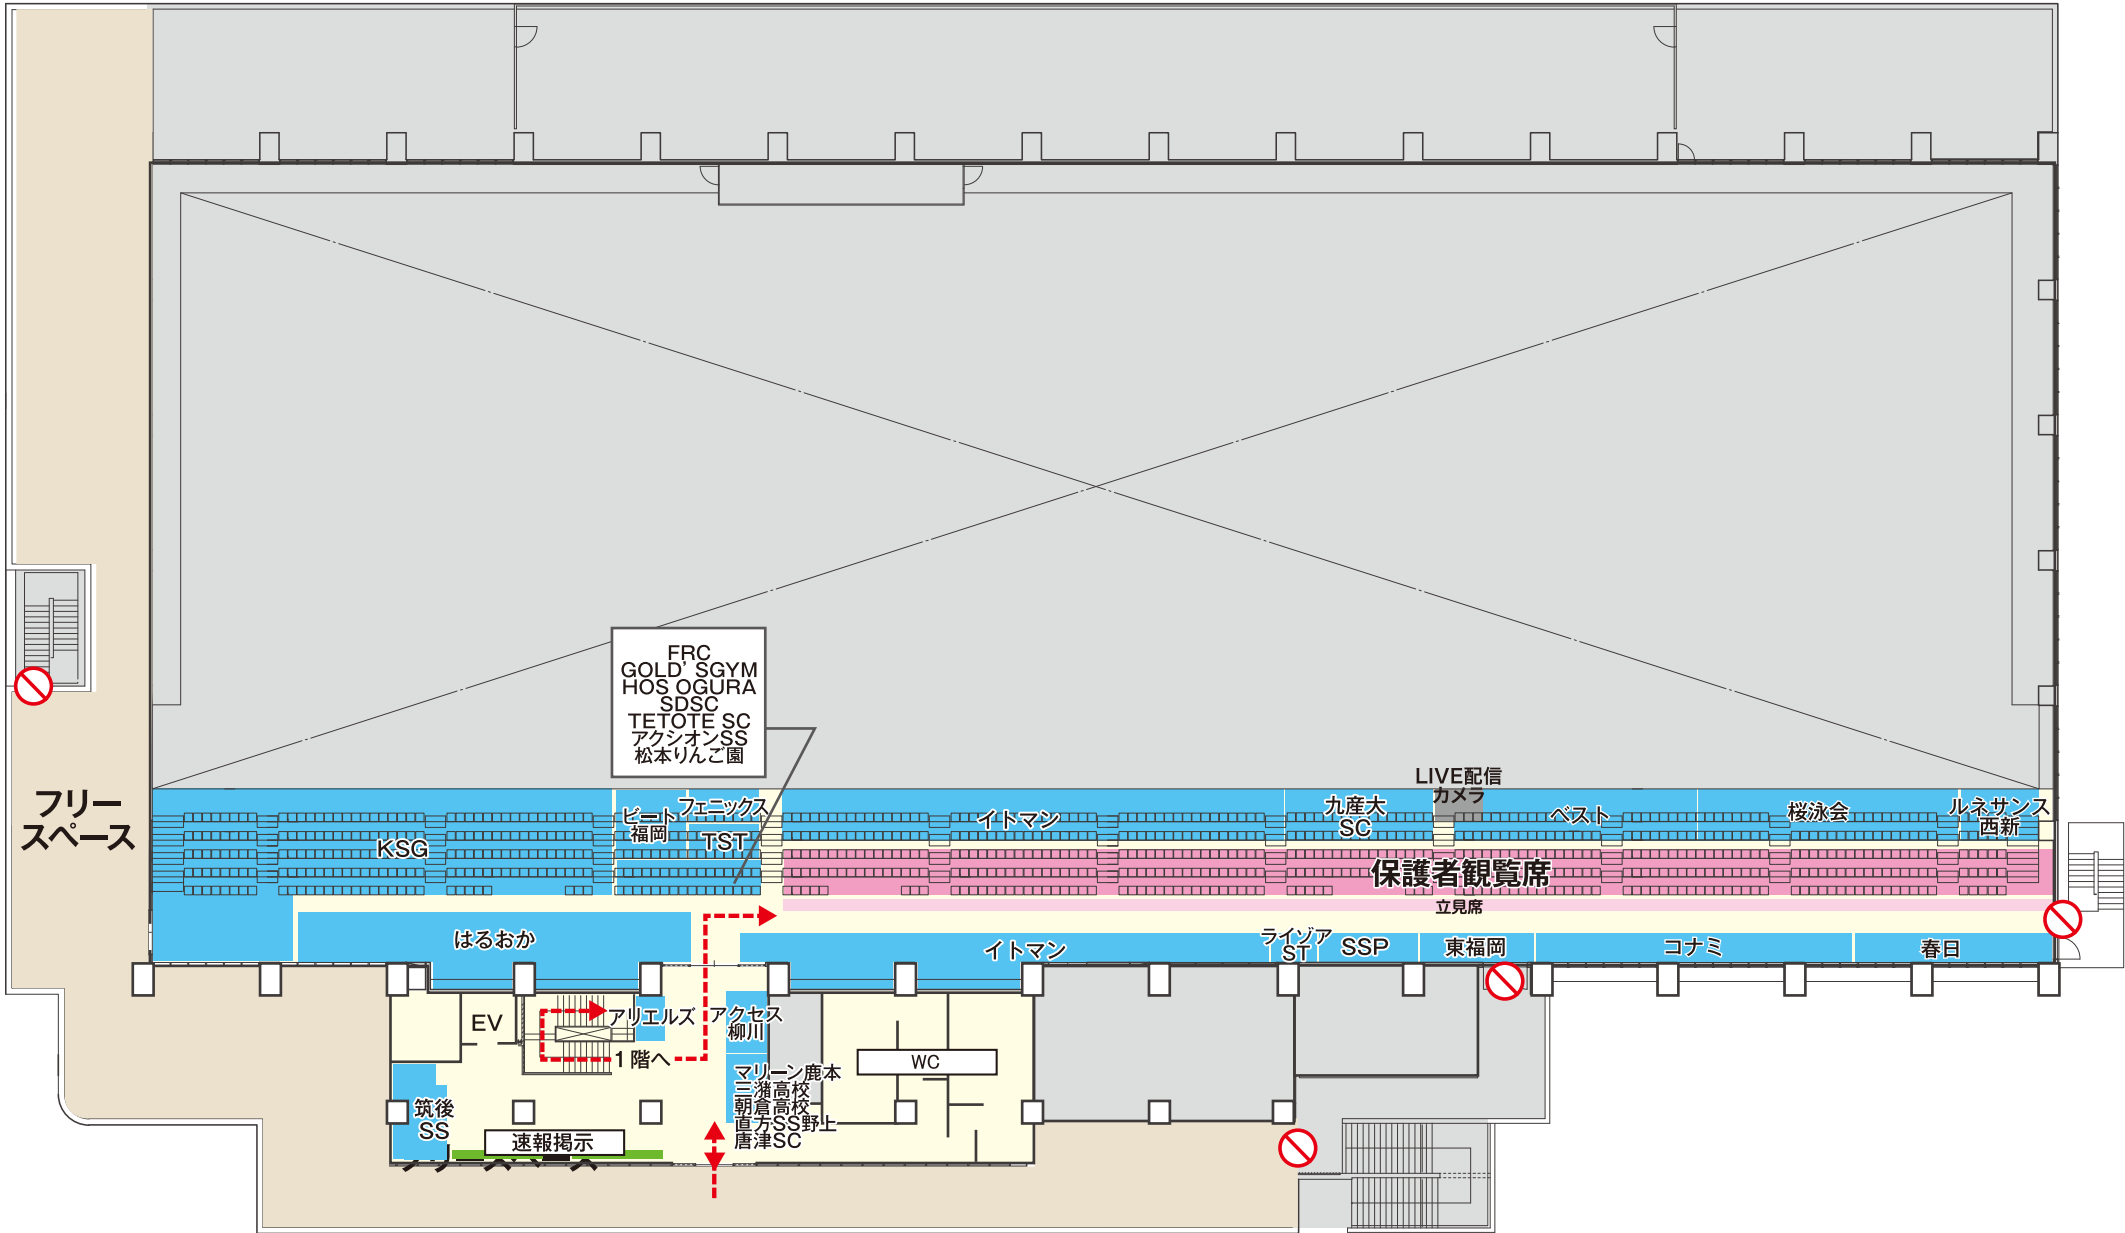 FRC
GOLD' SGYM
HOS OGURA
SDSC
TETOTE SC
アクシオンSS
松本りんご園
フリー
スペース
KSG
ビート
福岡
フェニックス
TST
イトマン
九産大
SC
LIVE配信
カメラ
ベスト
桜泳会
ルネサンス
西新
保護者観覧席
立見席
はるおか
イトマン
ライゾア
ST
SSP
東福岡
コナミ
春日
EV
アリエルズ
1階へ
アクセス
柳川
WC
マリーン鹿本
三潴高校
朝倉高校
直方SS野上
唐津SC
筑後
SS
速報掲示